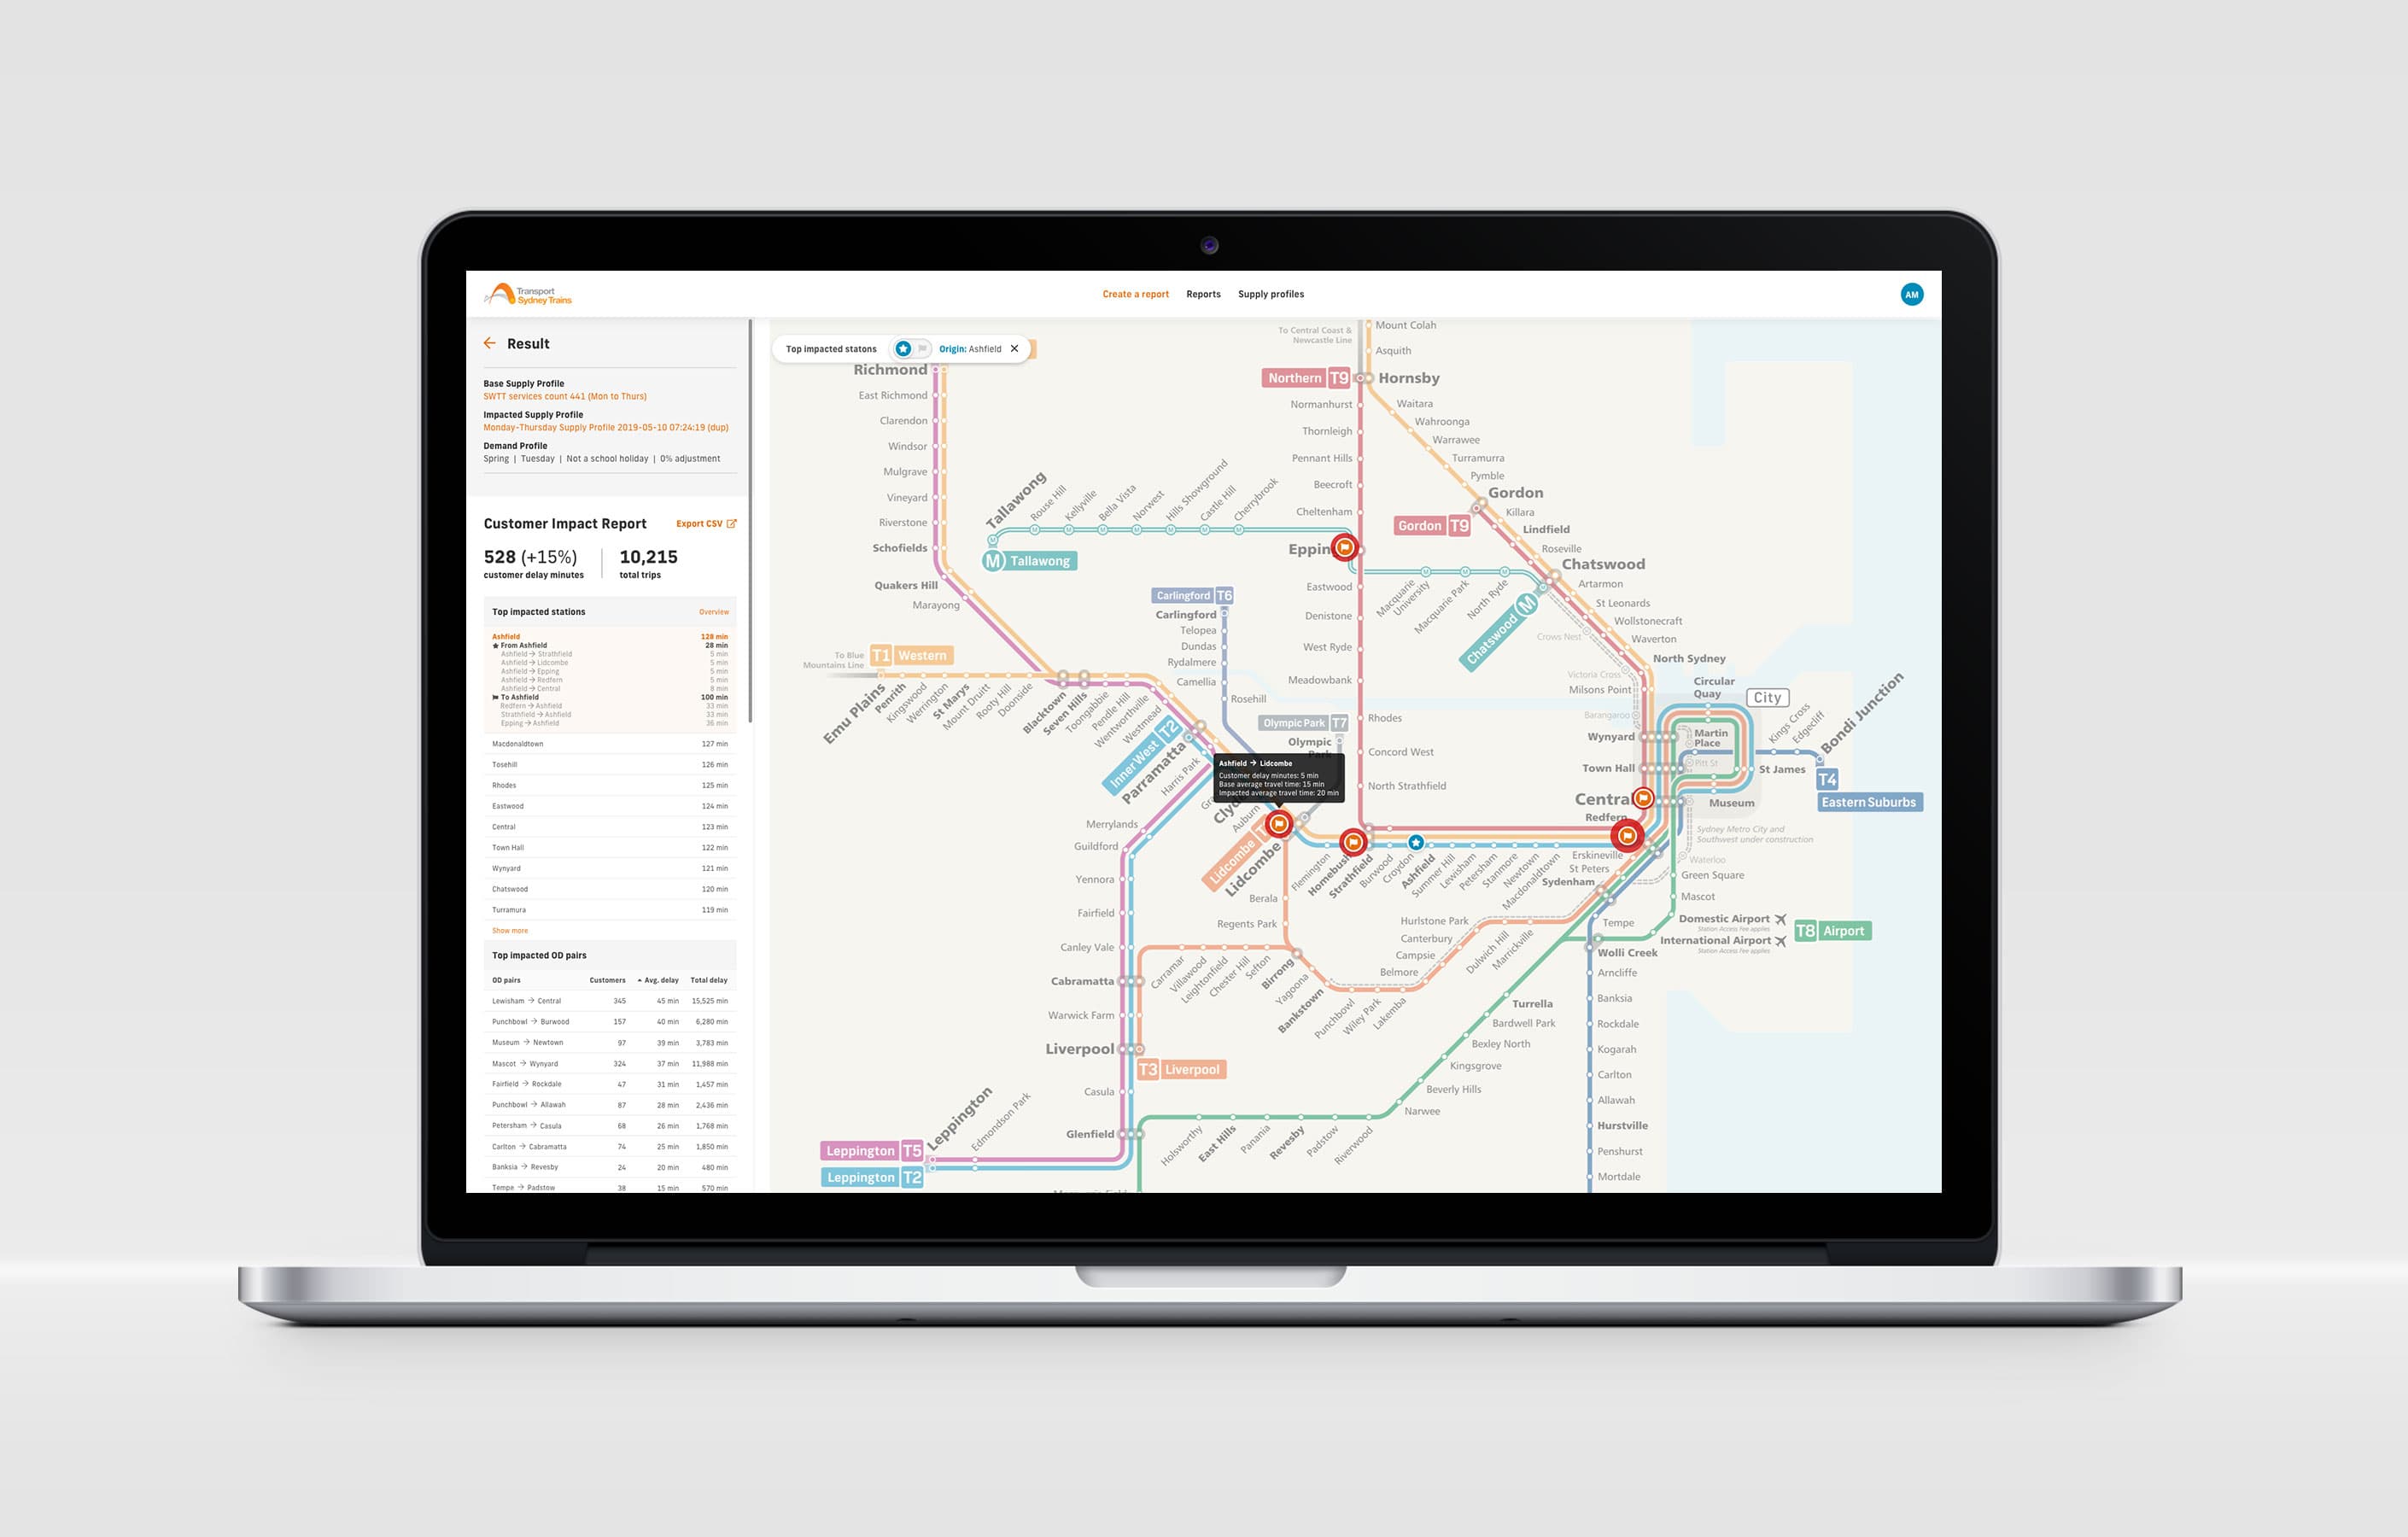 Transport
Sydney Trains
Create a report
Reports
Supply profiles
AM
Result
Base Supply Profile
SWTT services count 441 (Mon to Thurs)
Impacted Supply Profile
Monday-Thursday Supply Profile 2019-05-10 07:24:19 (dup)
Demand Profile
Spring | Tuesday | Not a school holiday | 0% adjustment
Customer Impact Report
Export CSV
528 (+15%)
customer delay minutes
10,215
total trips
Top impacted stations
Overview
Ashfield 128 min
From Ashfield 28 min
Ashfield → Strathfield 5 min
Ashfield → Lidcombe 5 min
Ashfield → Epping 5 min
Ashfield → Redfern 5 min
Ashfield → Central 8 min
To Ashfield 100 min
Redfern → Ashfield 33 min
Strathfield → Ashfield 33 min
Epping → Ashfield 36 min
Macdonaldtown 127 min
Tosehill 126 min
Rhodes 125 min
Eastwood 124 min
Central 123 min
Town Hall 122 min
Wynyard 121 min
Chatswood 120 min
Turramura 119 min
Show more
Top impacted OD pairs
OD pairs Customers Avg. delay Total delay
Lewisham → Central 345 45 min 15,525 min
Punchbowl → Burwood 157 40 min 6,280 min
Museum → Newtown 97 39 min 3,783 min
Mascot → Wynyard 324 37 min 11,988 min
Fairfield → Rockdale 47 31 min 1,457 min
Punchbowl → Allawah 87 28 min 2,436 min
Petersham → Casula 68 26 min 1,768 min
Carlton → Cabramatta 74 25 min 1,850 min
Banksia → Revesby 24 20 min 480 min
Tempe → Padstow 38 15 min 570 min
Top impacted statons
Origin: Ashfield
Richmond
East Richmond
Clarendon
Windsor
Mulgrave
Vineyard
Riverstone
Schofields
Quakers Hill
Marayong
Tallawong
Rouse Hill
Kellyville
Bella Vista
Norwest
Hills Showground
Castle Hill
Cherrybrook
M Tallawong
To Central Coast &
Newcastle Line
Mount Colah
Asquith
Northern T9
Hornsby
Normanhurst
Thornleigh
Pennant Hills
Beecroft
Cheltenham
Eppin
Eastwood
Denistone
West Ryde
Meadowbank
Rhodes
Concord West
North Strathfield
Waitara
Wahroonga
Warrawee
Turramurra
Pymble
Gordon
Gordon T9
Killara
Lindfield
Roseville
Chatswood
Artarmon
St Leonards
Wollstonecraft
Waverton
North Sydney
Macquarie
University
Macquarie Park
North Ryde
Chatswood M
Crows Nest
Victoria Cross
Milsons Point
Barangaroo
Carlingford T6
Carlingford
Telopea
Dundas
Rydalmere
Camellia
Rosehill
Olympic Park T7
Olympic
Park
To Blue
Mountains Line
T1 Western
Emu Plains
Penrith
Kingswood
Werrington
St Marys
Mount Druitt
Rooty Hill
Doonside
Blacktown
Seven Hills
Toongabbie
Pendle Hill
Wentworthville
Westmead
Inner West T2
Parramatta
Harris Park
Clyd
Auburn
Ashfield → Lidcombe
Customer delay minutes: 5 min
Base average travel time: 15 min
Impacted average travel time: 20 min
Lidcombe
Lidcombe
Flemington
Homebush
Strathfield
Burwood
Croydon
Ashfield
Summer Hill
Lewisham
Petersham
Stanmore
Newtown
Macdonaldtown
Circular
Quay
City
Wynyard
Martin
Place
Town Hall
Pitt St
Central
Redfern
St James
Museum
Kings Cross
Edgecliff
Bondi Junction
T4
Eastern Suburbs
Sydney Metro City and
Southwest under construction
Waterloo
Green Square
Mascot
Domestic Airport
Station Access Fee applies
International Airport
Station Access Fee applies
T8 Airport
Erskineville
St Peters
Sydenham
Tempe
Wolli Creek
Arncliffe
Banksia
Rockdale
Kogarah
Carlton
Allawah
Hurstville
Penshurst
Mortdale
Merrylands
Guildford
Yennora
Fairfield
Canley Vale
Cabramatta
Warwick Farm
Liverpool
T3 Liverpool
Casula
Glenfield
Berala
Regents Park
Carramar
Villawood
Leightonfield
Chester Hill
Sefton
Birrong
Yagoona
Bankstown
Punchbowl
Wiley Park
Lakemba
Belmore
Campsie
Canterbury
Hurlstone Park
Dulwich Hill
Marrickville
Turrella
Bardwell Park
Bexley North
Kingsgrove
Beverly Hills
Narwee
Riverwood
Padstow
Revesby
Panania
East Hills
Holsworthy
Leppington
Edmondson Park
Leppington T5
Leppington T2